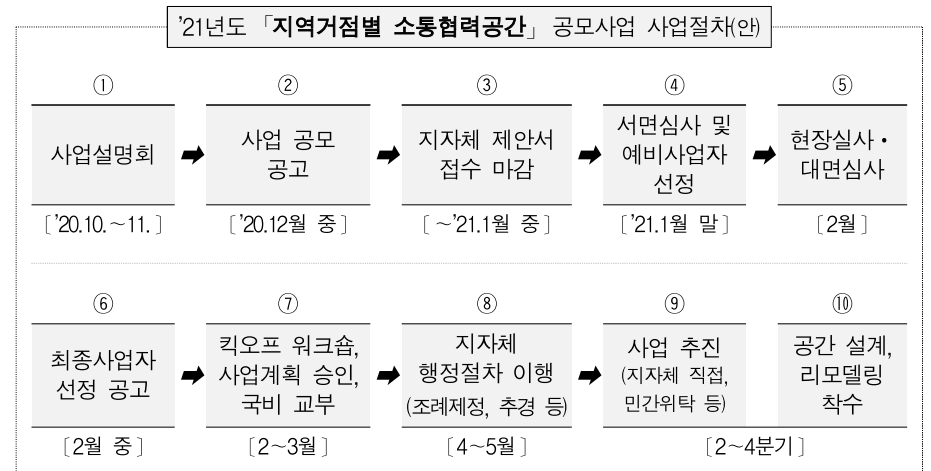 '21년도 「지역거점별 소통협력공간」 공모사업 사업절차(안)
①
②
③
④
⑤
사업설명회
➡
사업 공모
공고
➡
지자체 제안서
접수 마감
➡
서면심사 및
예비사업자
선정
➡
현장실사・
대면심사
[’20.10.~11.]
[’20.12월 중]
[~’21.1월 중]
[’21.1월 말]
[2월]
⑥
⑦
⑧
⑨
⑩
최종사업자
선정 공고
➡
킥오프 워크숍,
사업계획 승인,
국비 교부
➡
지자체
행정절차 이행
(조례제정, 추경 등)
➡
사업 추진
(지자체 직접,
민간위탁 등)
공간 설계,
리모델링
착수
[2월 중]
[2~3월]
[4~5월]
[2~4분기]